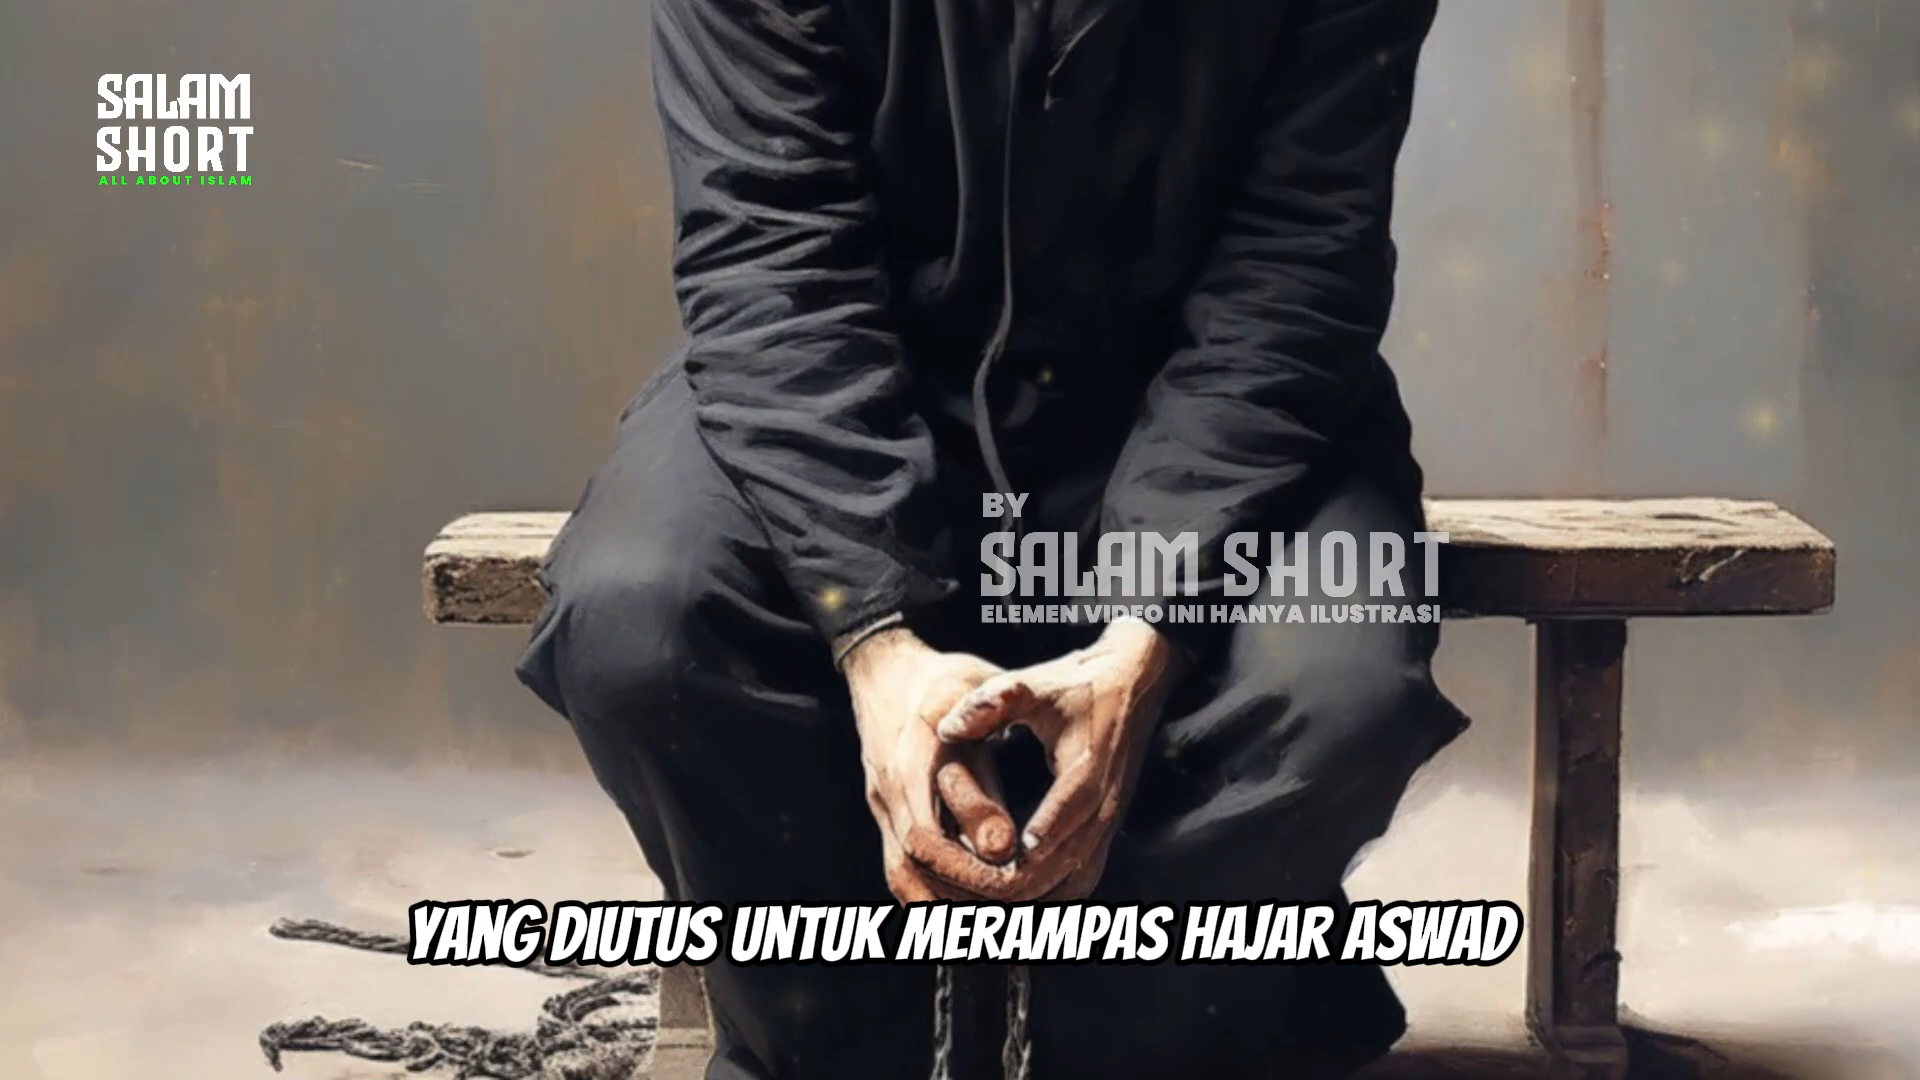 SALAM
SHORT
ALL ABOUT ISLAM
BY
SALAM SHORT
ELEMEN VIDEO INI HANYA ILUSTRASI
YANG DIUTUS UNTUK MERAMPAS HAJAR ASWAD